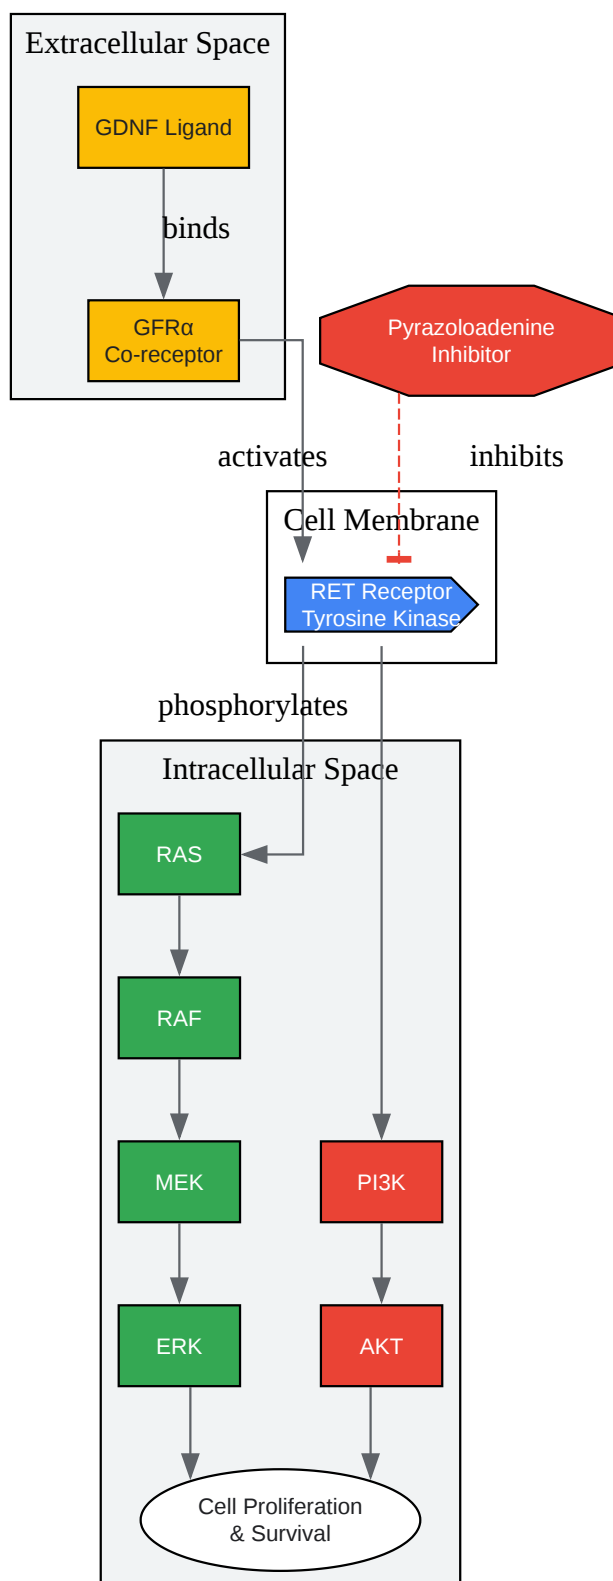 Extracellular Space
GDNF Ligand
binds
GFRα
Co-receptor
Pyrazoloadenine
Inhibitor
activates
inhibits
Cell Membrane
RET Receptor
Tyrosine Kinase
phosphorylates
Intracellular Space
RAS
RAF
MEK
PI3K
ERK
AKT
Cell Proliferation
& Survival